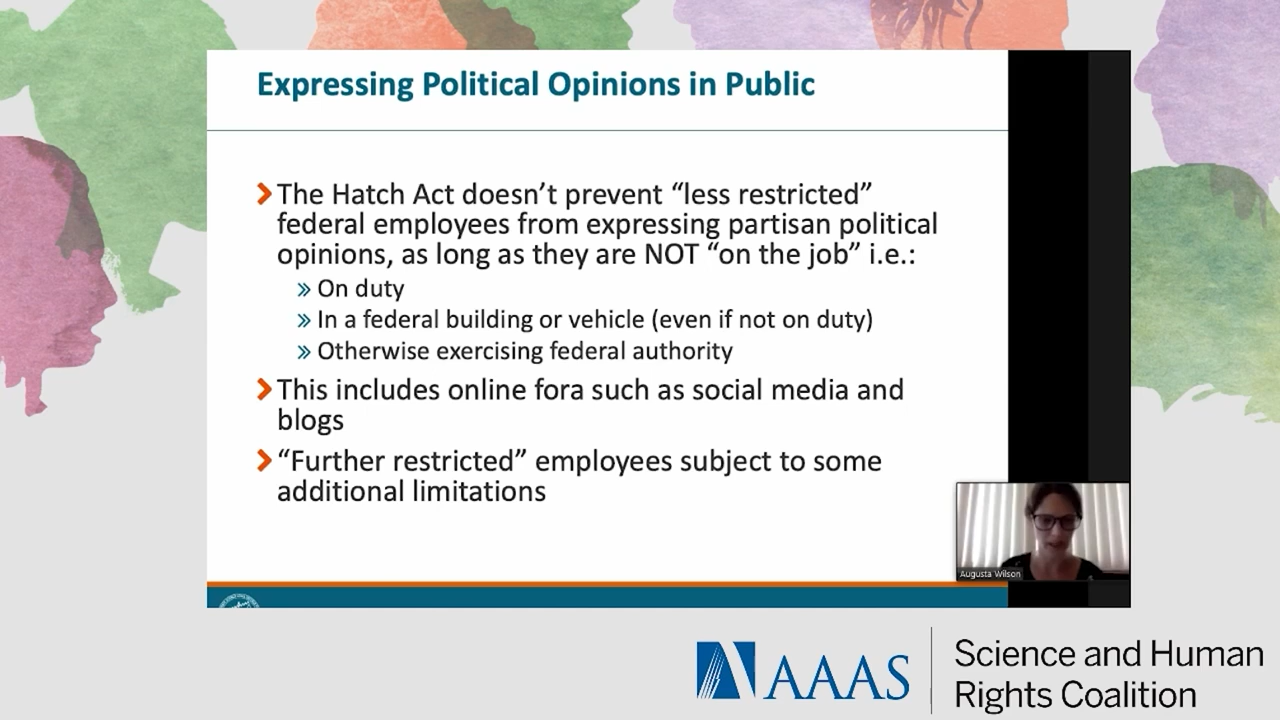 Expressing Political Opinions in Public
The Hatch Act doesn’t prevent “less restricted”
federal employees from expressing partisan political
opinions, as long as they are NOT “on the job” i.e.:
On duty
In a federal building or vehicle (even if not on duty)
Otherwise exercising federal authority
This includes online fora such as social media and
blogs
“Further restricted” employees subject to some
additional limitations
Augusta Wilson
AAAS
Science and Human
Rights Coalition